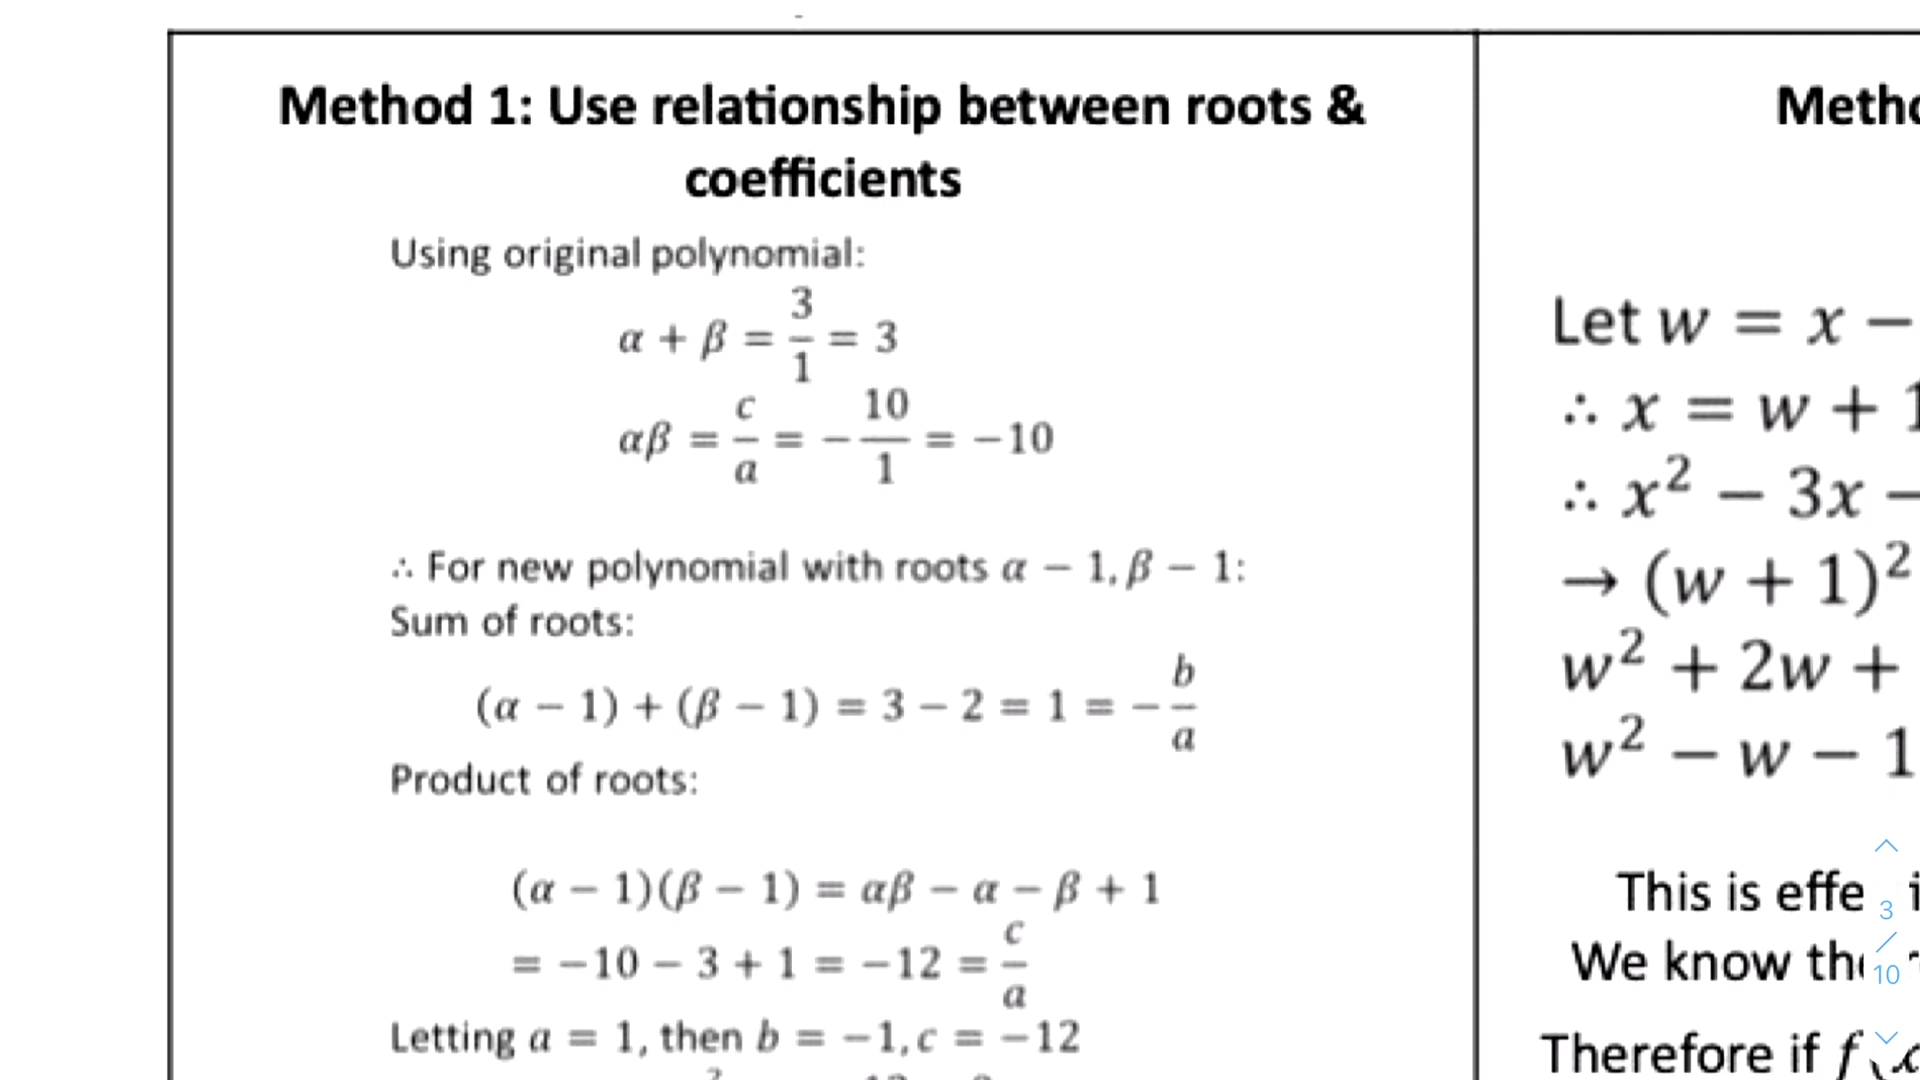 Method 1: Use relationship between roots &
coefficients
Using original polynomial:
α + β = 3/1 = 3
αβ = c/a = −10/1 = −10
∴ For new polynomial with roots α − 1, β − 1:
Sum of roots:
(α − 1) + (β − 1) = 3 − 2 = 1 = −b/a
Product of roots:
(α − 1)(β − 1) = αβ − α − β + 1
= −10 − 3 + 1 = −12 = c/a
Letting a = 1, then b = −1, c = −12
Let w = x −
∴ x = w + 1
∴ x² − 3x −
→ (w + 1)²
w² + 2w +
w² − w − 1
This is
We know
Therefore if
3
/
10